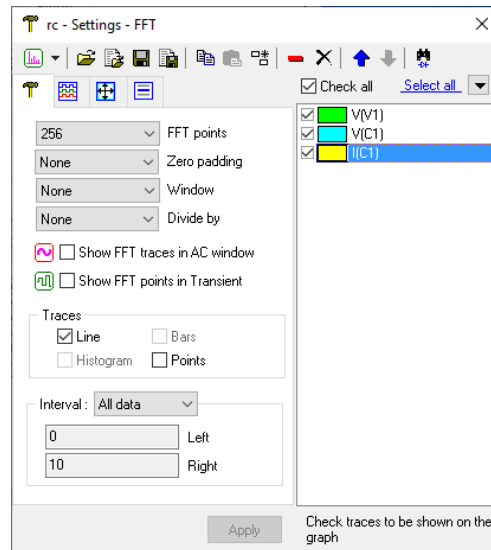 rc - Settings - FFT
Check all Select all
256 FFT points
None Zero padding
None Window
None Divide by
Show FFT traces in AC window
Show FFT points in Transient
Traces
Line Bars
Histogram Points
Interval : All data
0 Left
10 Right
Apply
V(V1)
V(C1)
I(C1)
Check traces to be shown on the
graph